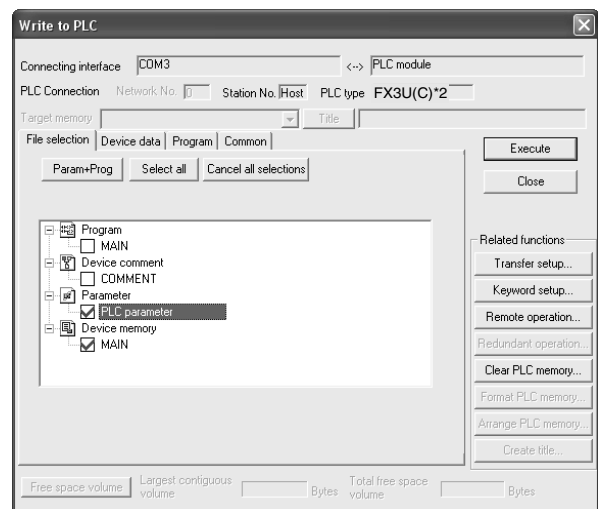 Write to PLC
Connecting interface COM3 <--> PLC module
PLC Connection Network No. 0 Station No. Host PLC type FX3U(C)*2
Target memory Title
File selection Device data Program Common
Execute
Param+Prog Select all Cancel all selections
Close
Program
MAIN
Device comment
COMMENT
Parameter
PLC parameter
Device memory
MAIN
Related functions
Transfer setup...
Keyword setup...
Remote operation...
Redundant operation...
Clear PLC memory...
Format PLC memory...
Arrange PLC memory...
Create title...
Free space volume Largest contiguous volume Bytes Total free space volume Bytes